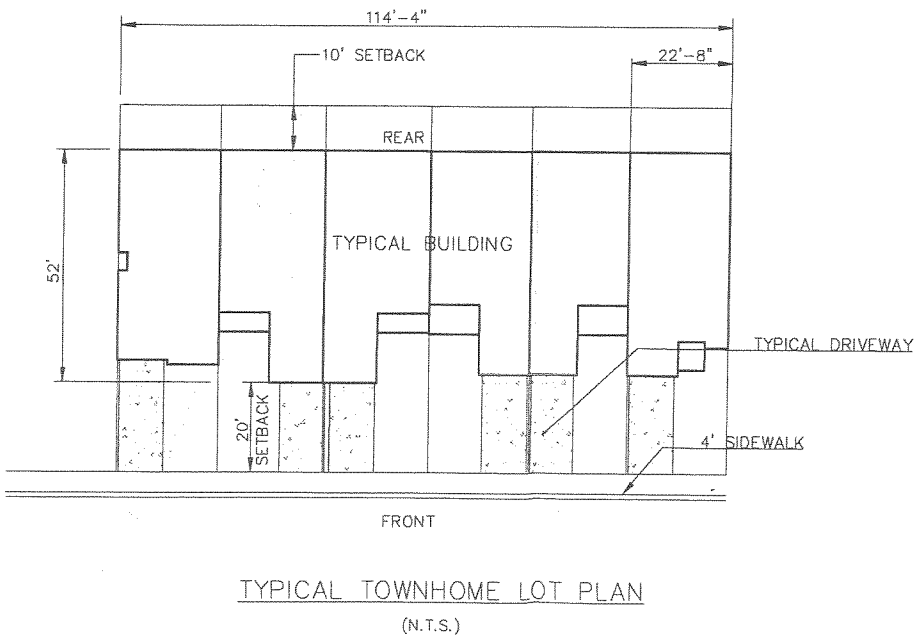 114'-4"
10' SETBACK
22'-8"
REAR
TYPICAL BUILDING
52'
TYPICAL DRIVEWAY
20'
SETBACK
4' SIDEWALK
FRONT
TYPICAL TOWNHOME LOT PLAN
(N.T.S.)